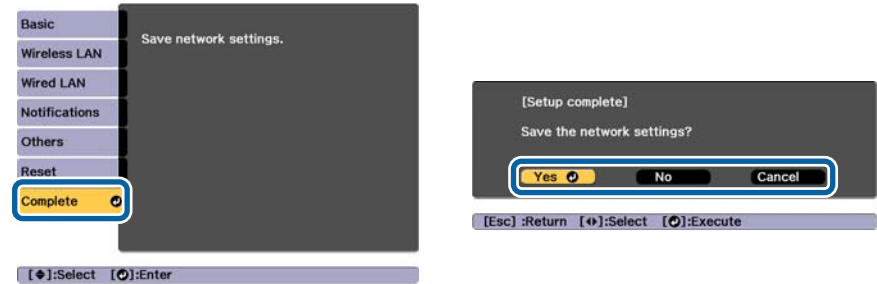 Basic
Save network settings.
Wireless LAN
Wired LAN
Notifications
Others
Reset
Complete
[ ]:Select [ ]:Enter
[Setup complete]
Save the network settings?
Yes No Cancel
[Esc] :Return [ ]:Select [ ]:Execute